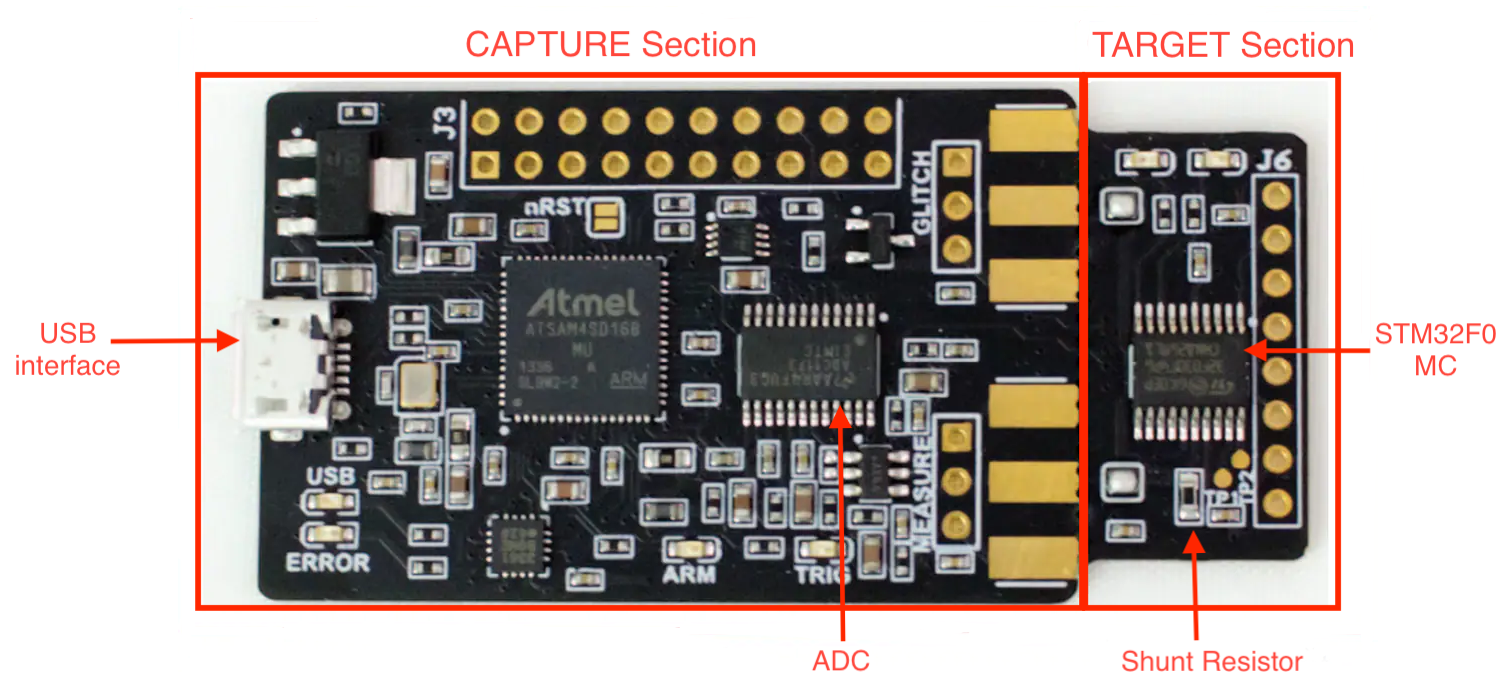 CAPTURE Section
TARGET Section
J3
J6
nRST
GLITCH
Atmel
ATSAM4SD16B
MU
1336
ARM
USB
interface
STM32F0
MC
MEASURE
USB
ERROR
ARM
TRIG
TP1
TP2
ADC
Shunt Resistor